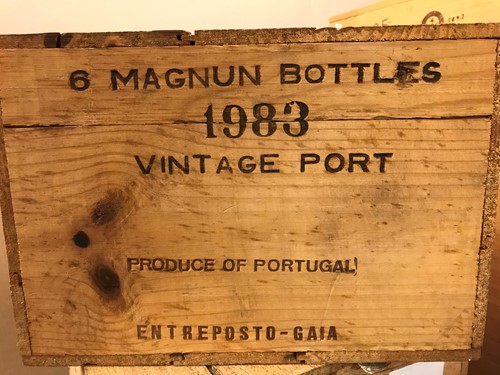 6 MAGNUN BOTTLES
1983
VINTAGE PORT
PRODUCE OF PORTUGAL
ENTREPOSTO-GAIA